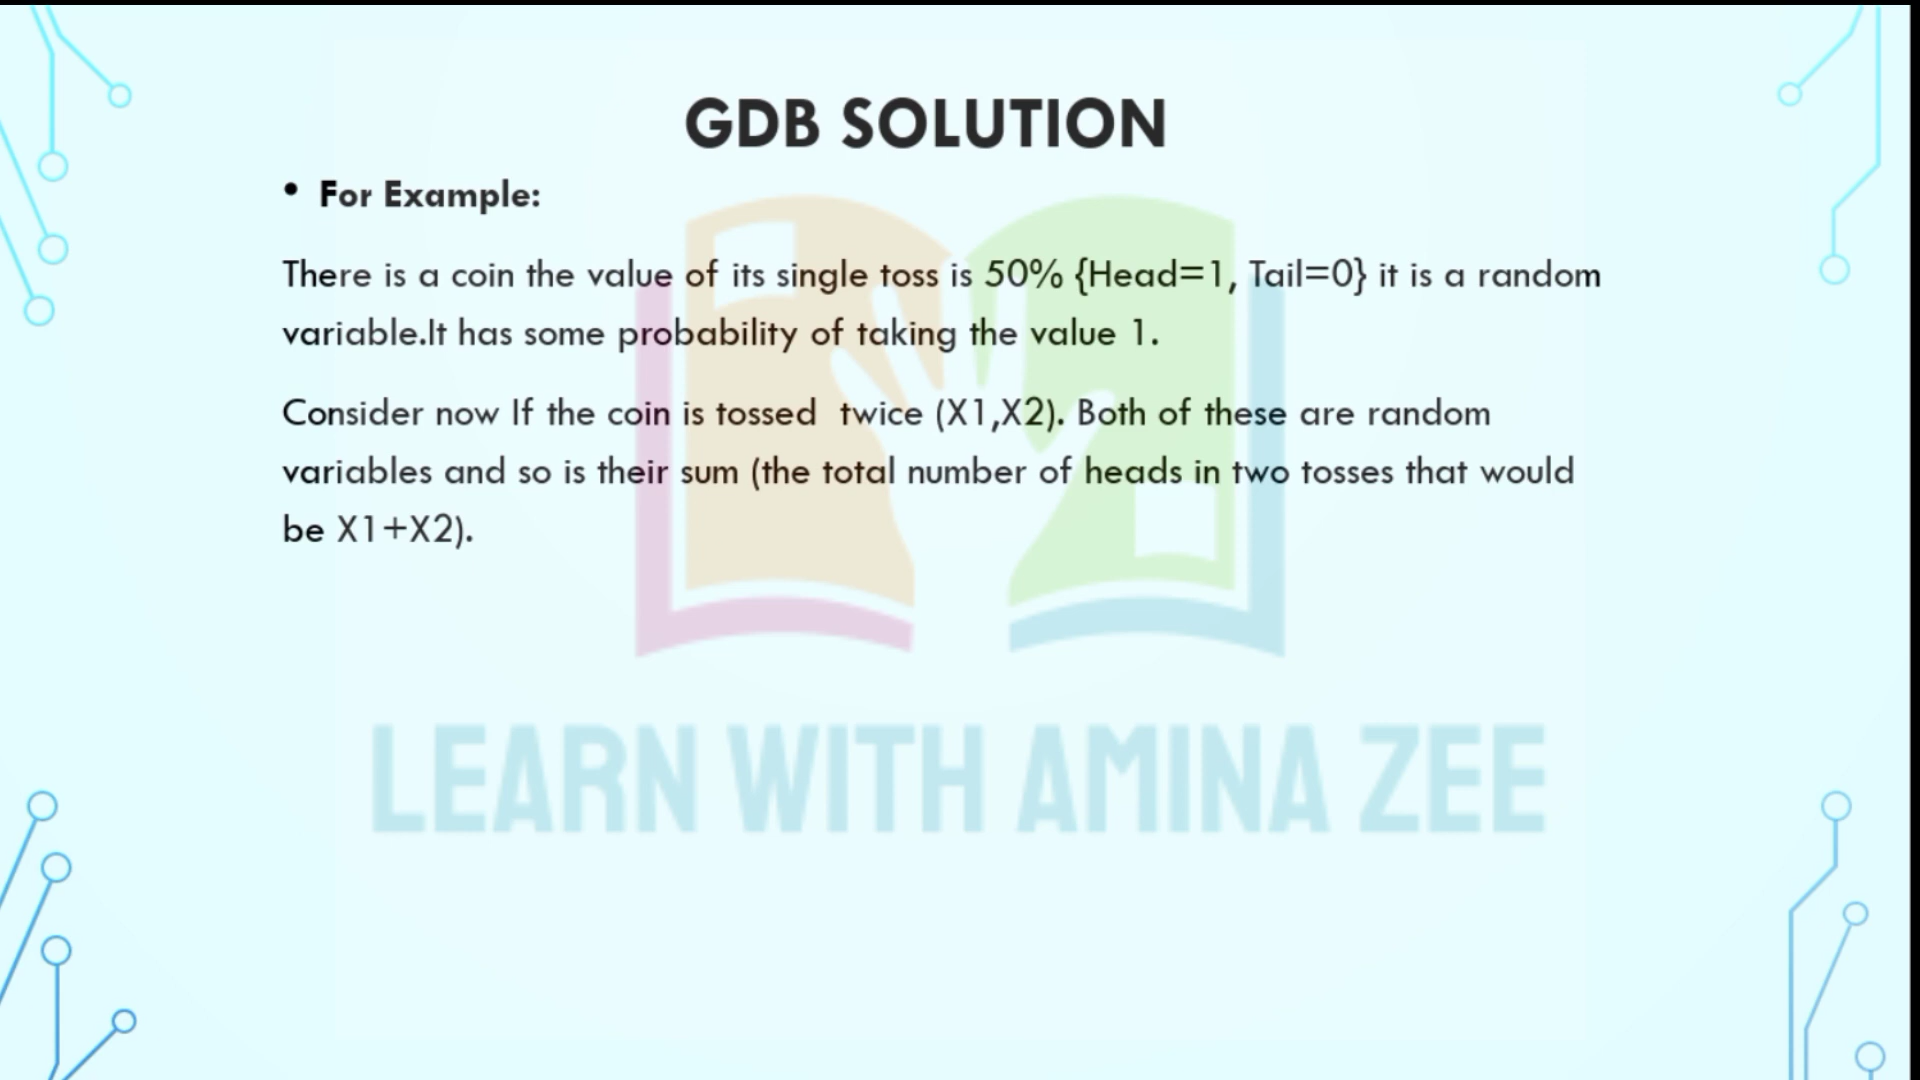 GDB SOLUTION
• For Example:
There is a coin the value of its single toss is 50% {Head=1, Tail=0} it is a random
variable.It has some probability of taking the value 1.
Consider now If the coin is tossed  twice (X1,X2). Both of these are random
variables and so is their sum (the total number of heads in two tosses that would
be X1+X2).
LEARN WITH AMINA ZEE